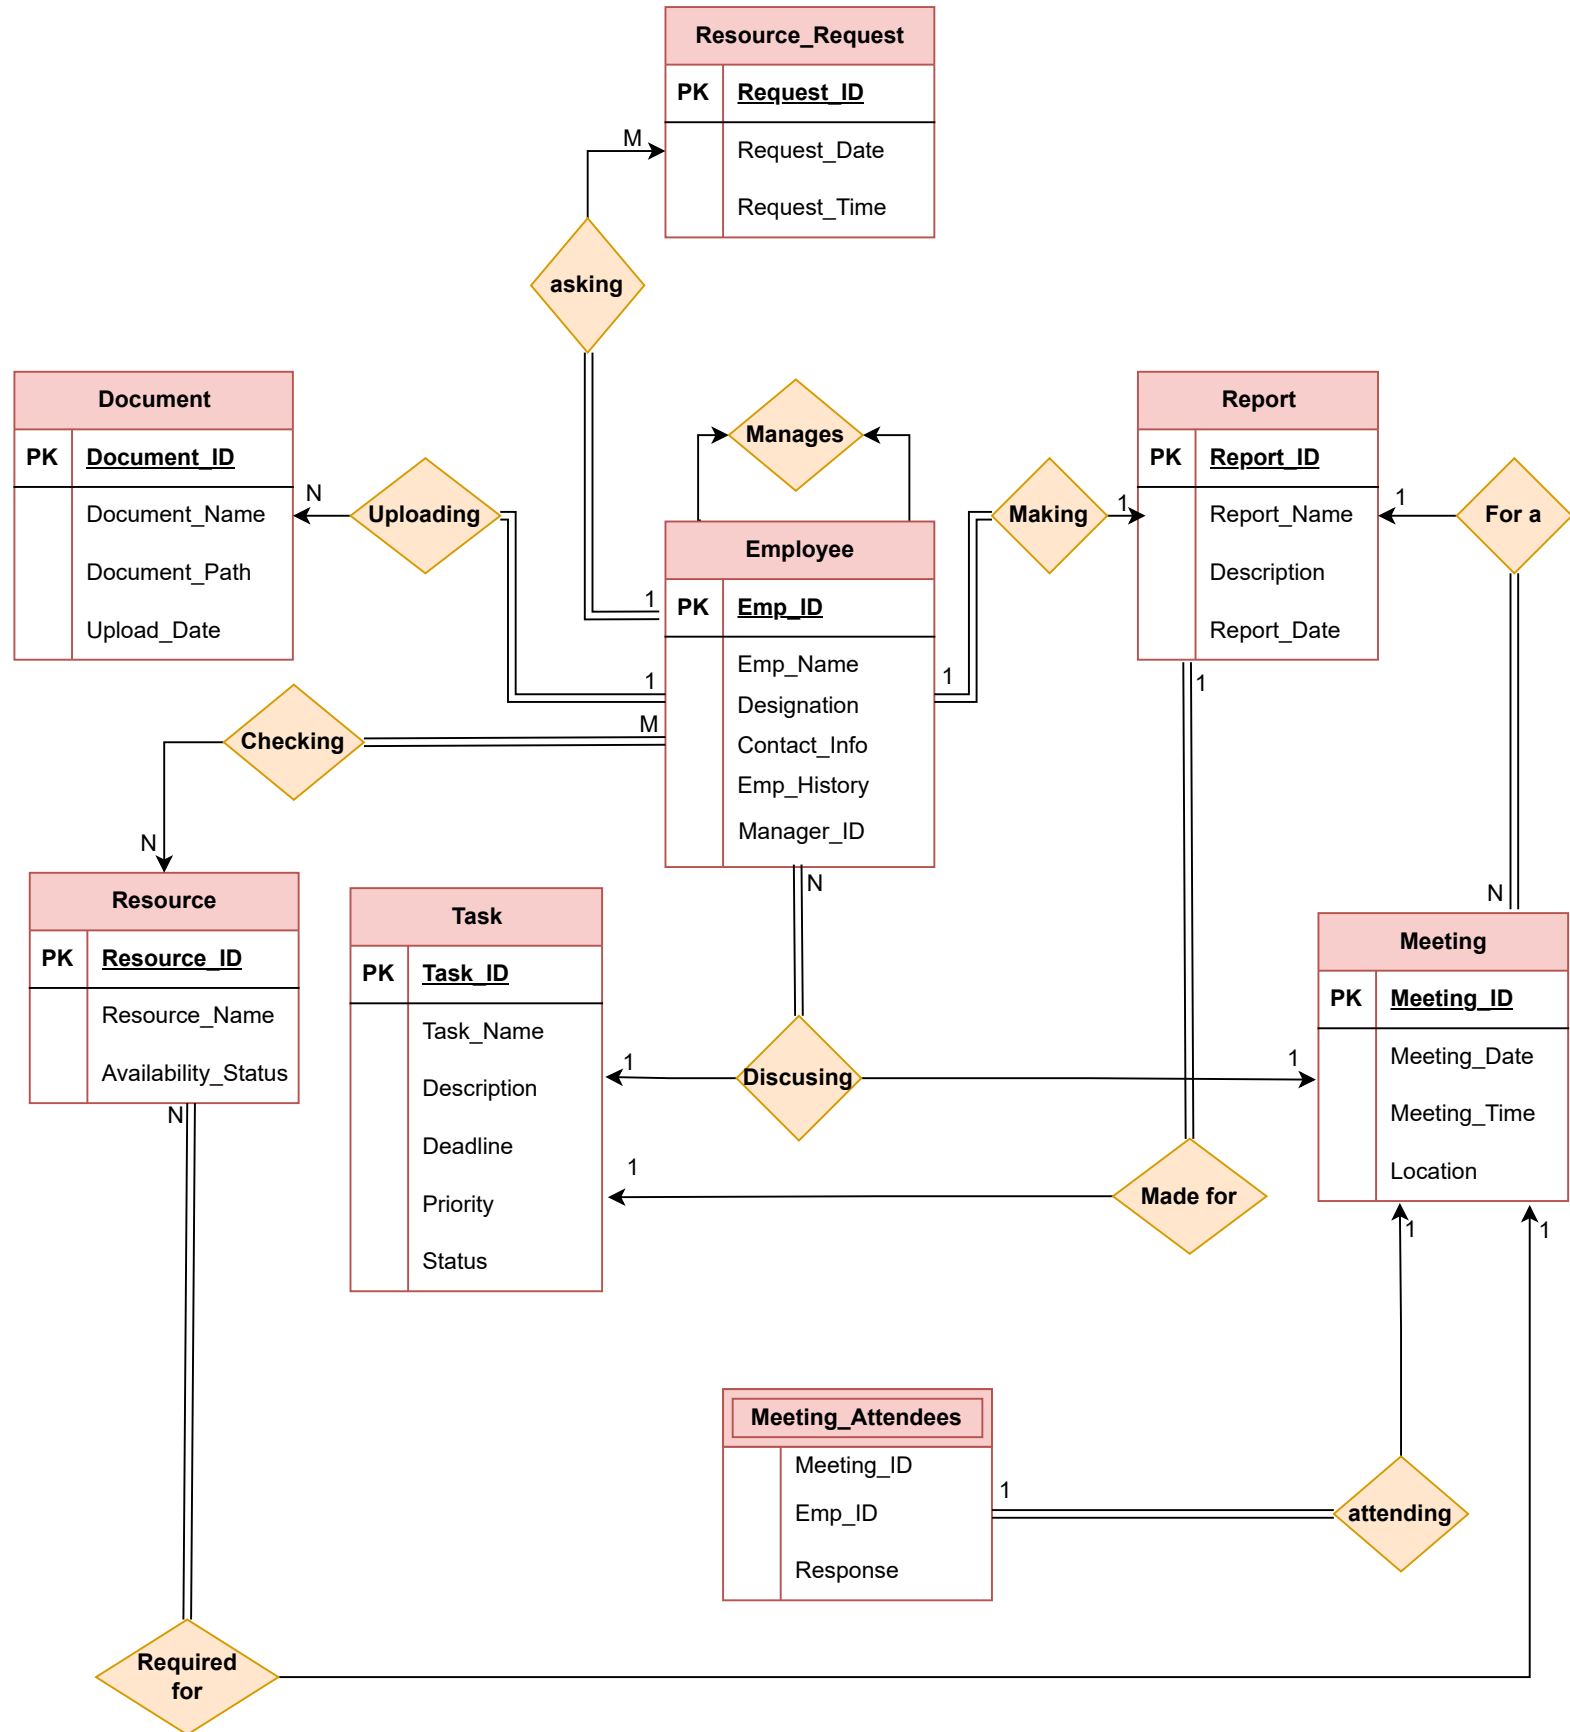 Resource_Request
PK Request_ID
Request_Date
Request_Time
M
asking
1
Document
PK Document_ID
Document_Name
Document_Path
Upload_Date
N
Uploading
1
Manages
Employee
PK Emp_ID
Emp_Name
Designation
Contact_Info
Emp_History
Manager_ID
1
Making
1
Report
PK Report_ID
Report_Name
Description
Report_Date
1
For a
N
1
M
Checking
N
Resource
PK Resource_ID
Resource_Name
Availability_Status
N
Task
PK Task_ID
Task_Name
Description
Deadline
Priority
Status
N
1
Discusing
1
1
Made for
Meeting
PK Meeting_ID
Meeting_Date
Meeting_Time
Location
1
1
Meeting_Attendees
Meeting_ID
Emp_ID
Response
1
attending
Required
for